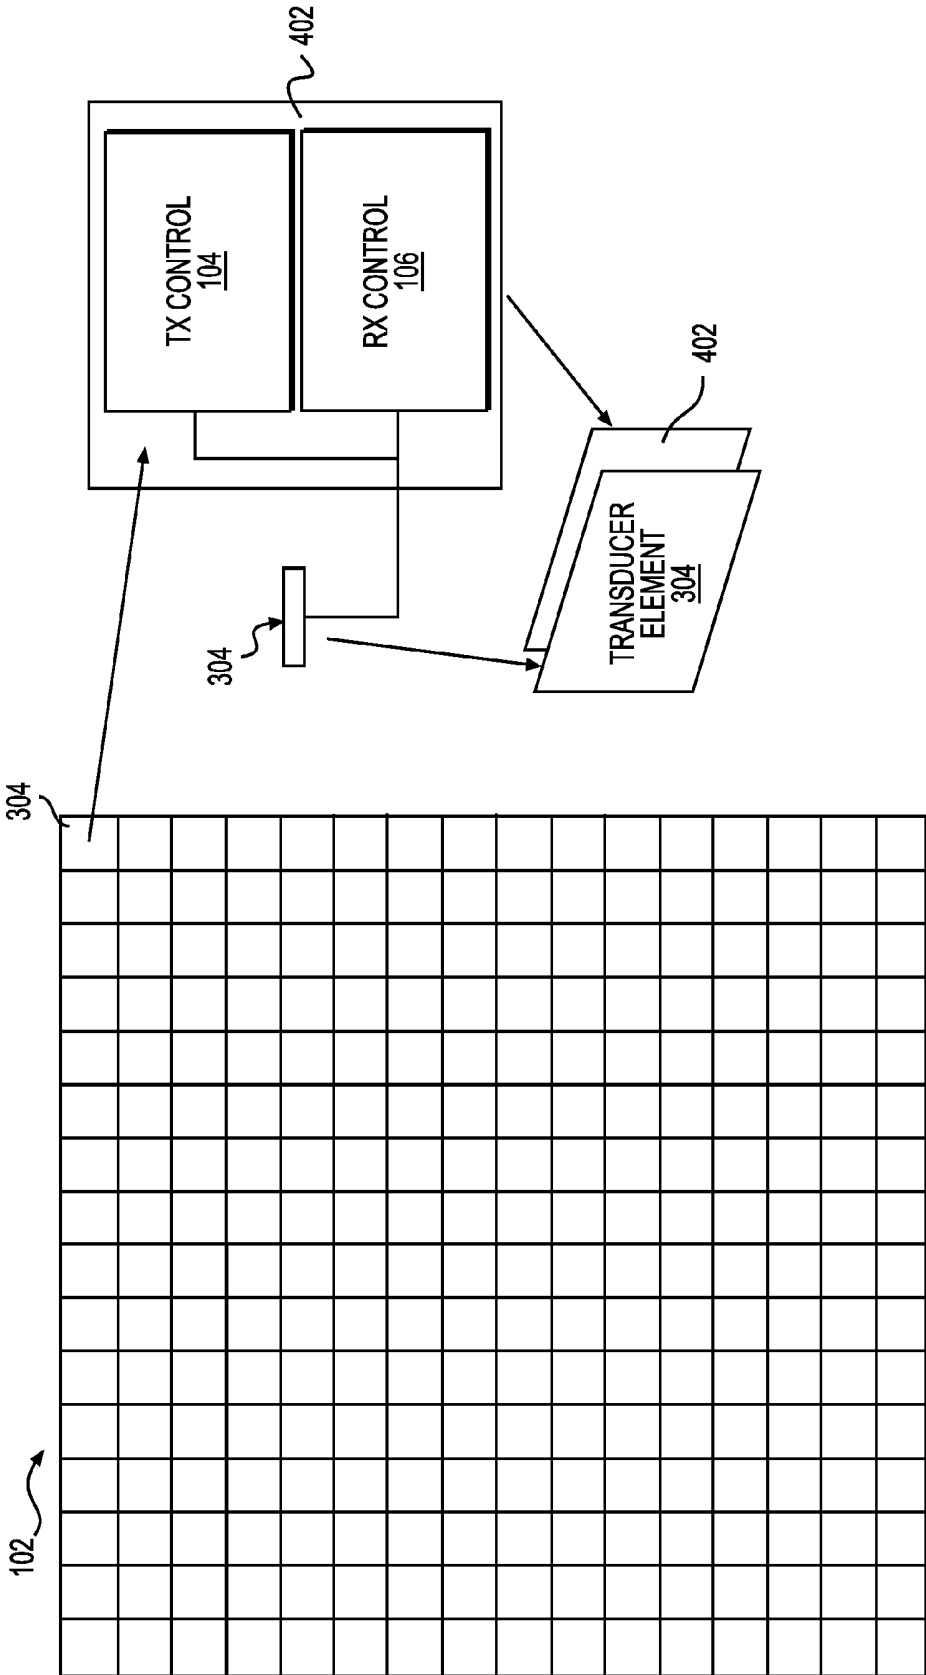 102
304
304
TX CONTROL
104
RX CONTROL
106
402
TRANSDUCER
ELEMENT
304
402